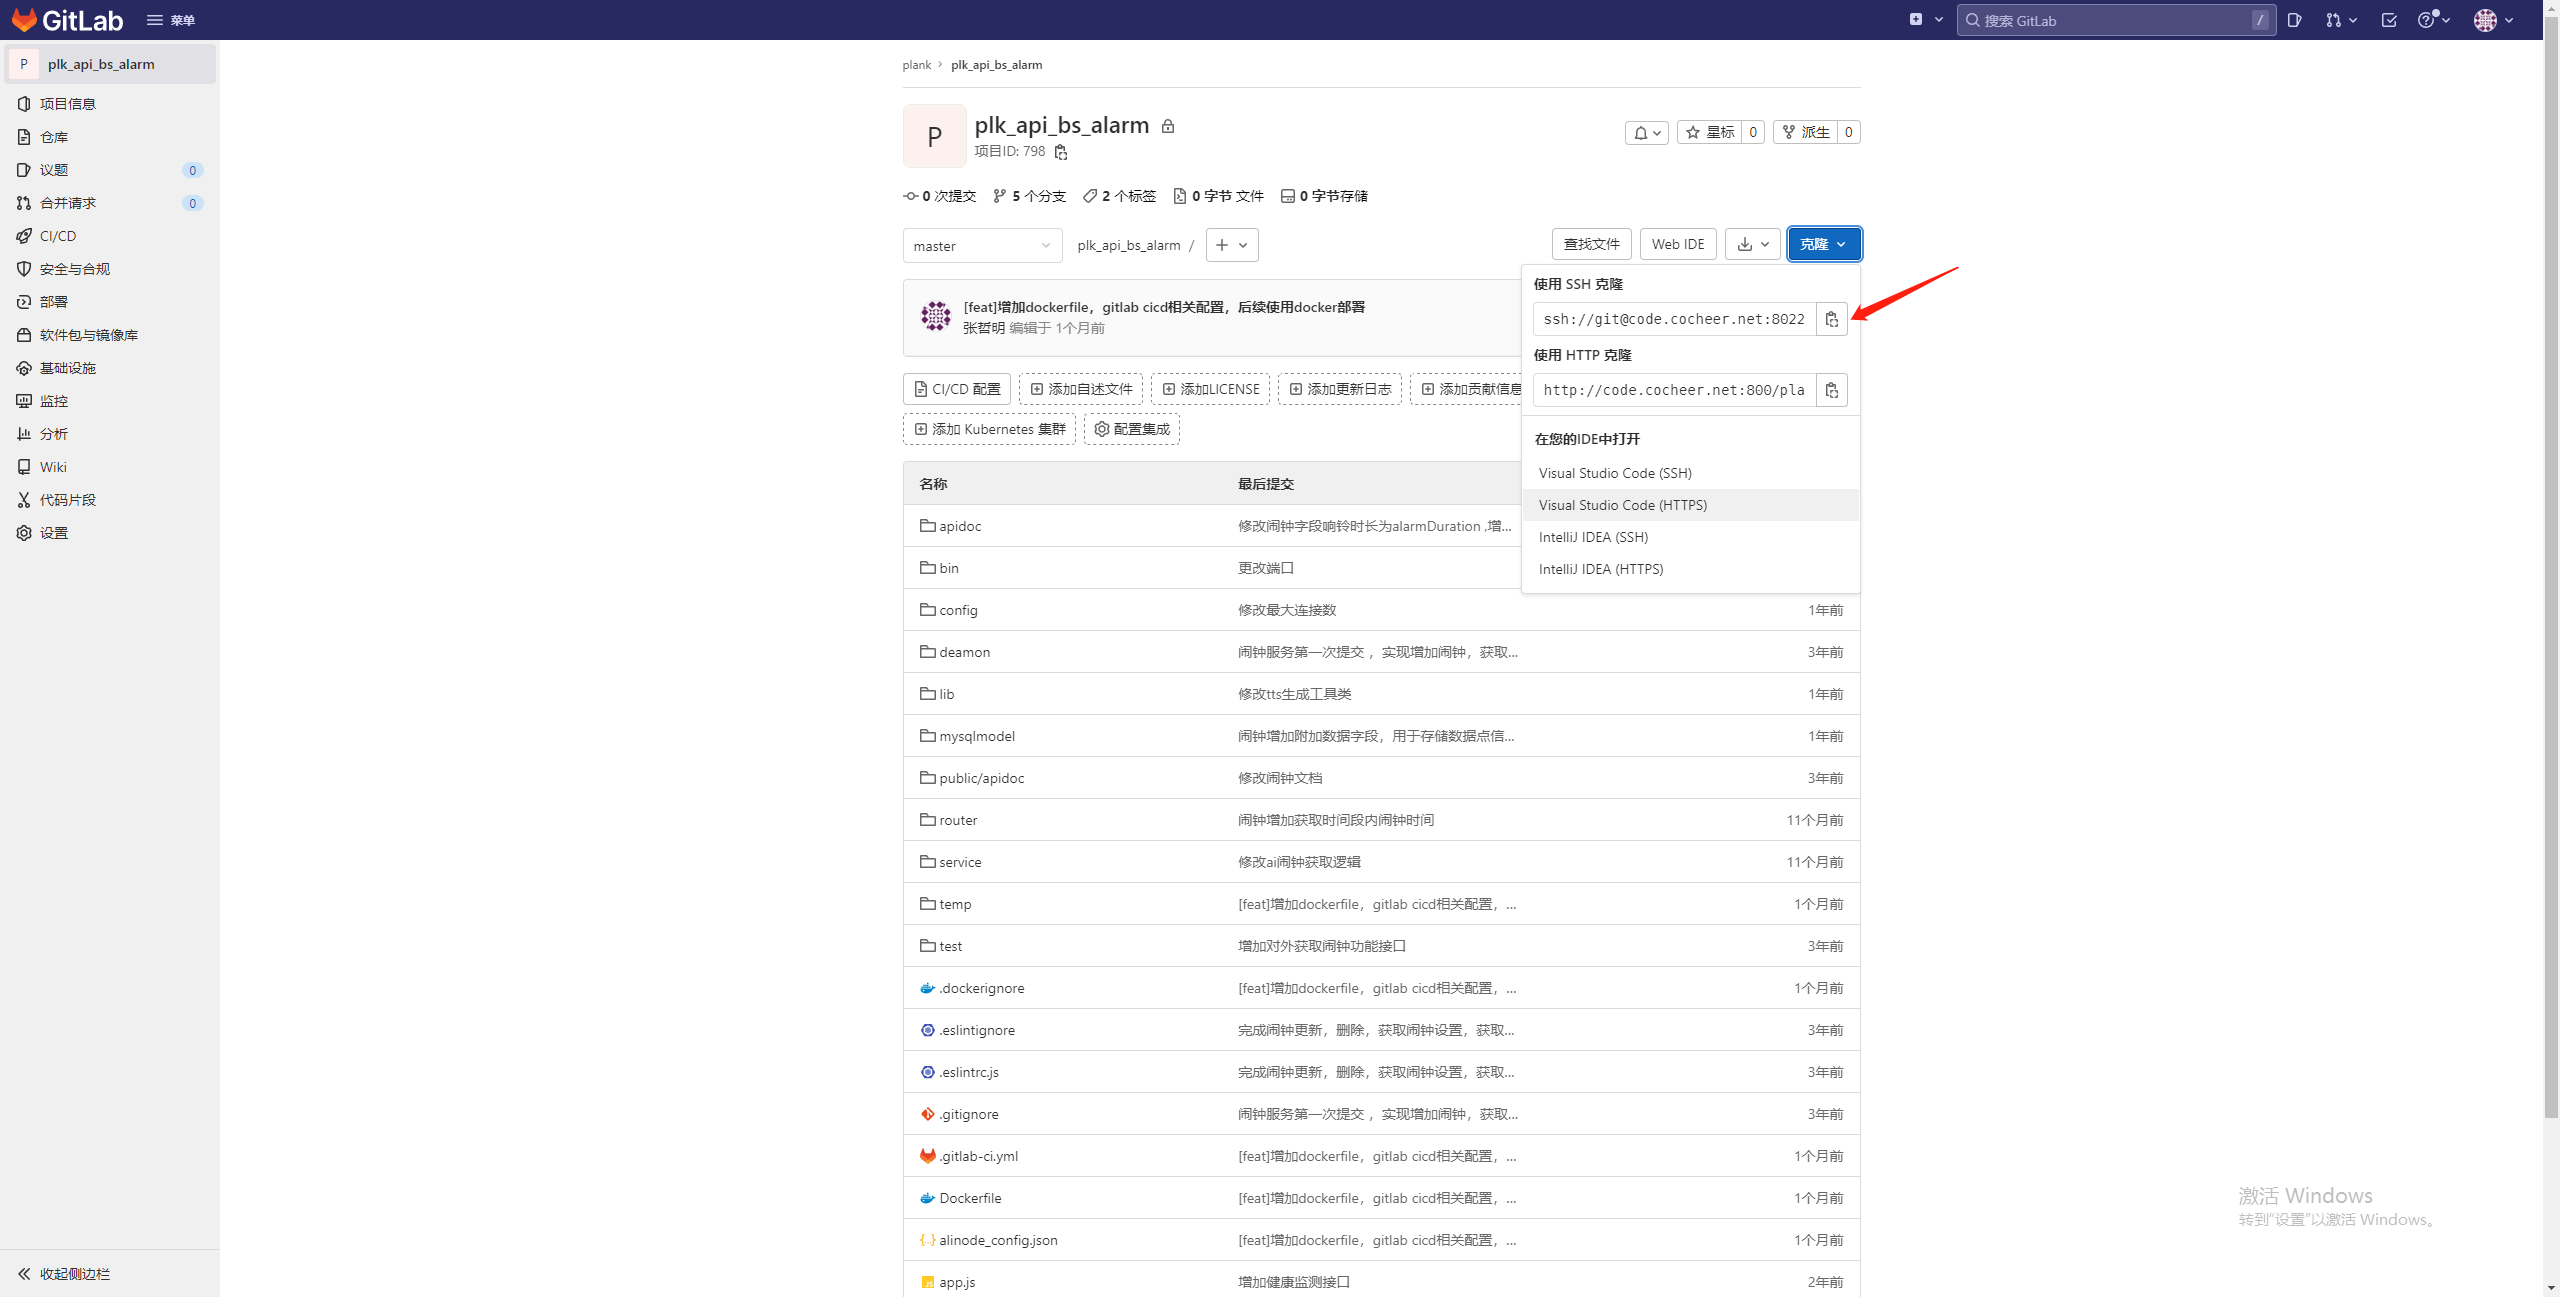 GitLab
菜单
搜索 GitLab
/
P
plk_api_bs_alarm
项目信息
仓库
议题
0
合并请求
0
CI/CD
安全与合规
部署
软件包与镜像库
基础设施
监控
分析
Wiki
代码片段
设置
收起侧边栏
plank › plk_api_bs_alarm
P
plk_api_bs_alarm
项目ID: 798
星标 0
派生 0
0 次提交 5 个分支 2 个标签 0 字节 文件 0 字节存储
master
plk_api_bs_alarm /
查找文件
Web IDE
克隆
[feat]增加dockerfile，gitlab cicd相关配置，后续使用docker部署
张哲明 编辑于 1个月前
使用 SSH 克隆
ssh://git@code.cocheer.net:8022
使用 HTTP 克隆
http://code.cocheer.net:800/pla
在您的IDE中打开
Visual Studio Code (SSH)
Visual Studio Code (HTTPS)
IntelliJ IDEA (SSH)
IntelliJ IDEA (HTTPS)
CI/CD 配置 添加自述文件 添加LICENSE 添加更新日志 添加贡献信息
添加 Kubernetes 集群 配置集成
名称 最后提交
apidoc 修改闹钟字段响铃时长为alarmDuration ,增...
bin 更改端口
config 修改最大连接数 1年前
deamon 闹钟服务第一次提交 ，实现增加闹钟，获取... 3年前
lib 修改tts生成工具类 1年前
mysqlmodel 闹钟增加附加数据字段，用于存储数据点信... 1年前
public/apidoc 修改闹钟文档 3年前
router 闹钟增加获取时间段内闹钟时间 11个月前
service 修改ai闹钟获取逻辑 11个月前
temp [feat]增加dockerfile，gitlab cicd相关配置，... 1个月前
test 增加对外获取闹钟功能接口 3年前
.dockerignore [feat]增加dockerfile，gitlab cicd相关配置，... 1个月前
.eslintignore 完成闹钟更新，删除，获取闹钟设置，获取... 3年前
.eslintrc.js 完成闹钟更新，删除，获取闹钟设置，获取... 3年前
.gitignore 闹钟服务第一次提交 ，实现增加闹钟，获取... 3年前
.gitlab-ci.yml [feat]增加dockerfile，gitlab cicd相关配置，... 1个月前
Dockerfile [feat]增加dockerfile，gitlab cicd相关配置，... 1个月前
alinode_config.json [feat]增加dockerfile，gitlab cicd相关配置，... 1个月前
app.js 增加健康监测接口 2年前
激活 Windows
转到“设置”以激活 Windows。